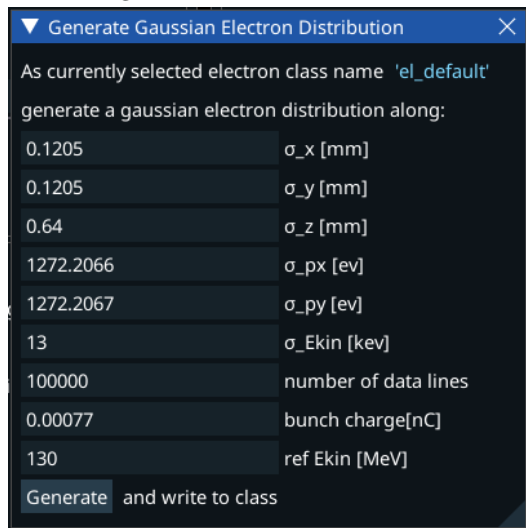 Generate Gaussian Electron Distribution
As currently selected electron class name 'el_default'
generate a gaussian electron distribution along:
0.1205 σ_x [mm]
0.1205 σ_y [mm]
0.64 σ_z [mm]
1272.2066 σ_px [ev]
1272.2067 σ_py [ev]
13 σ_Ekin [kev]
100000 number of data lines
0.00077 bunch charge[nC]
130 ref Ekin [MeV]
Generate and write to class